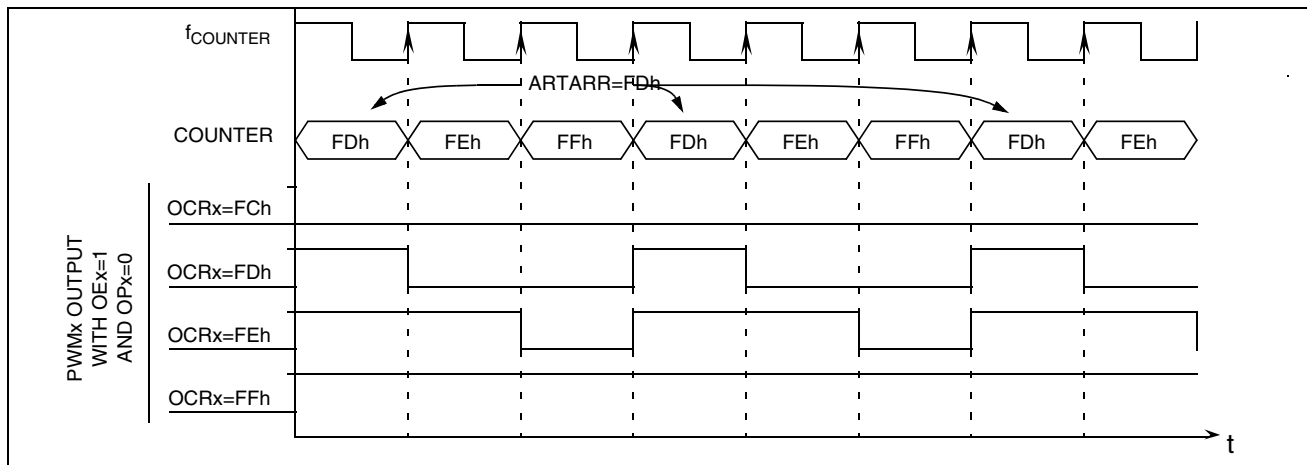 fCOUNTER
ARTARR=FDh
COUNTER
FDh FEh FFh FDh FEh FFh FDh FEh
PWMx OUTPUT
WITH OEx=1
AND OPx=0
OCRx=FCh
OCRx=FDh
OCRx=FEh
OCRx=FFh
t